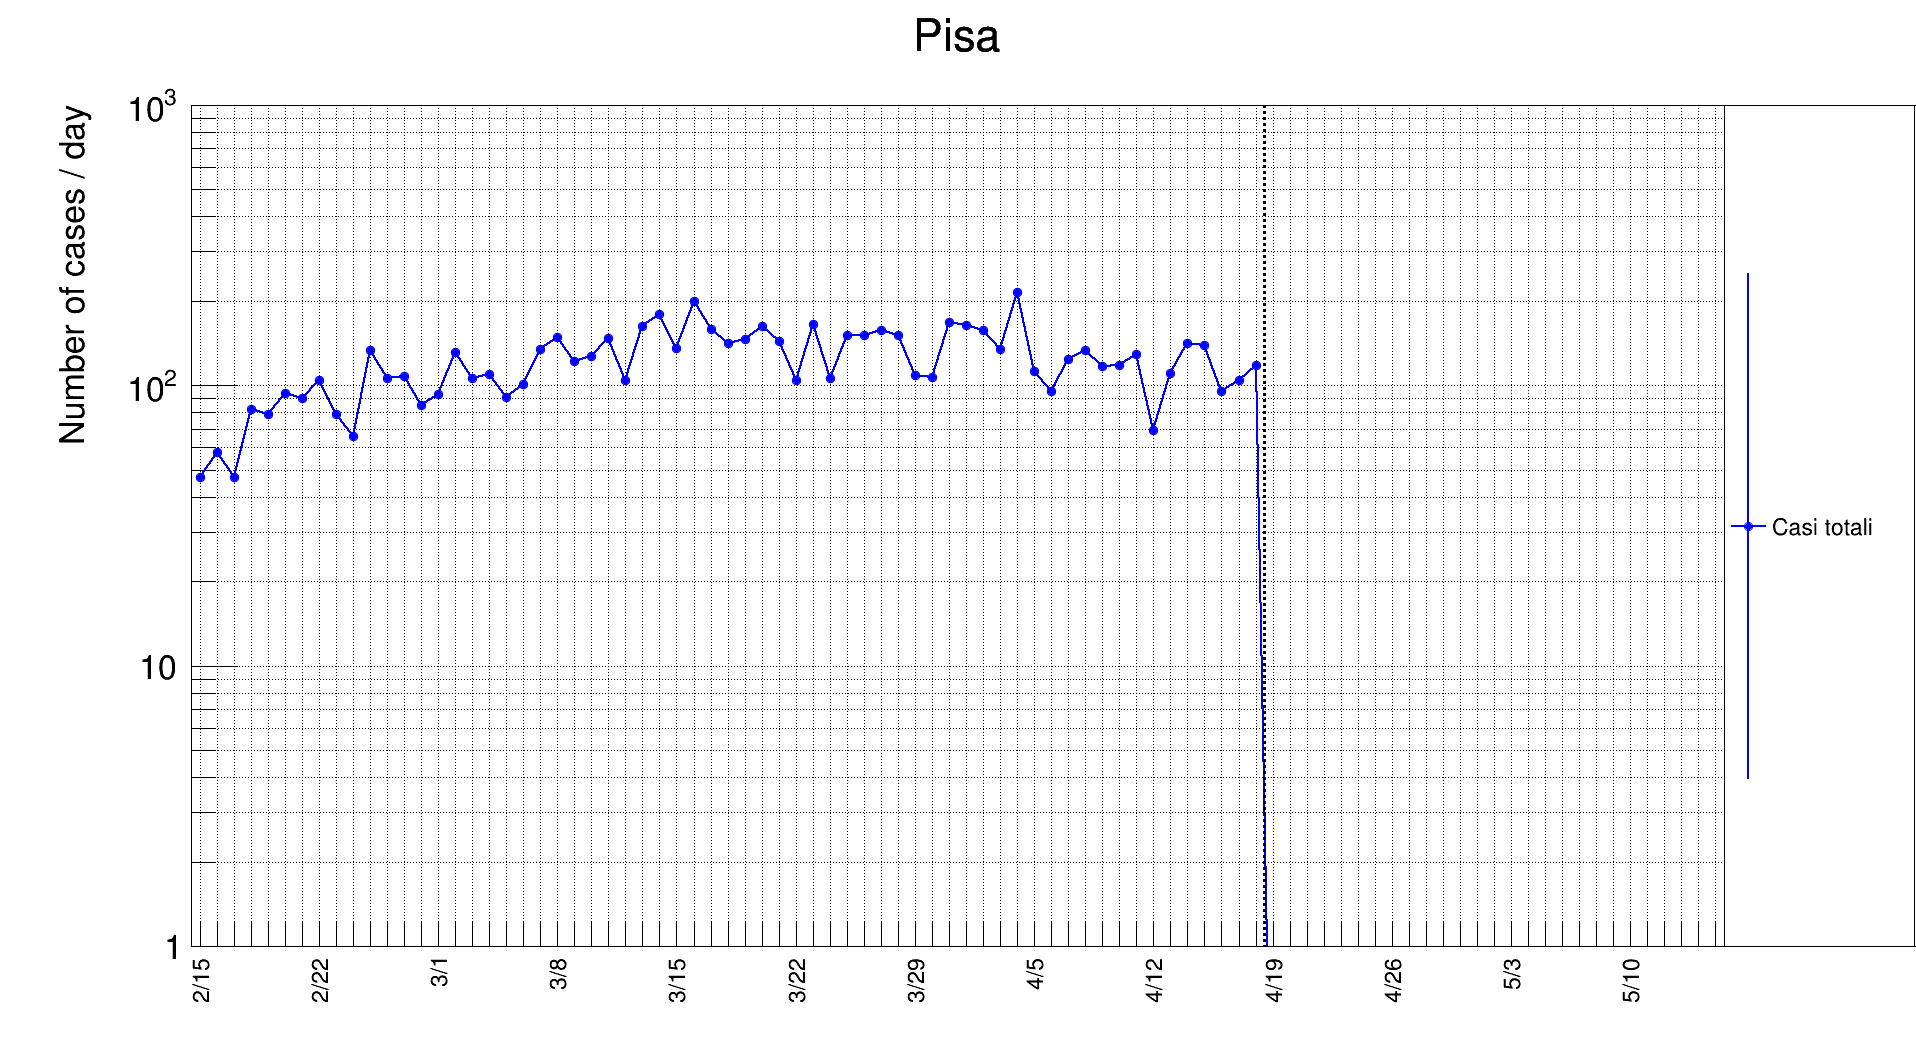 Pisa
Number of cases / day
10³
10²
10
1
2/15 2/22 3/1 3/8 3/15 3/22 3/29 4/5 4/12 4/19 4/26 5/3 5/10
Casi totali